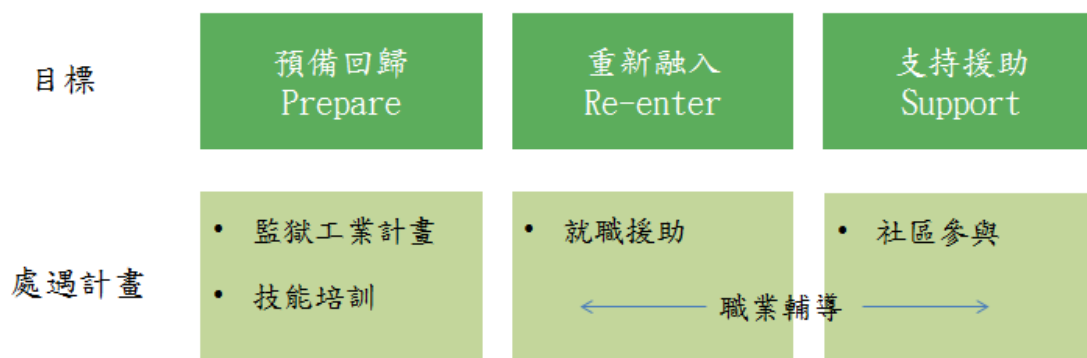 目標
預備回歸
Prepare
重新融入
Re-enter
支持援助
Support
處遇計畫
• 監獄工業計畫
• 技能培訓
• 就職援助
• 社區參與
職業輔導